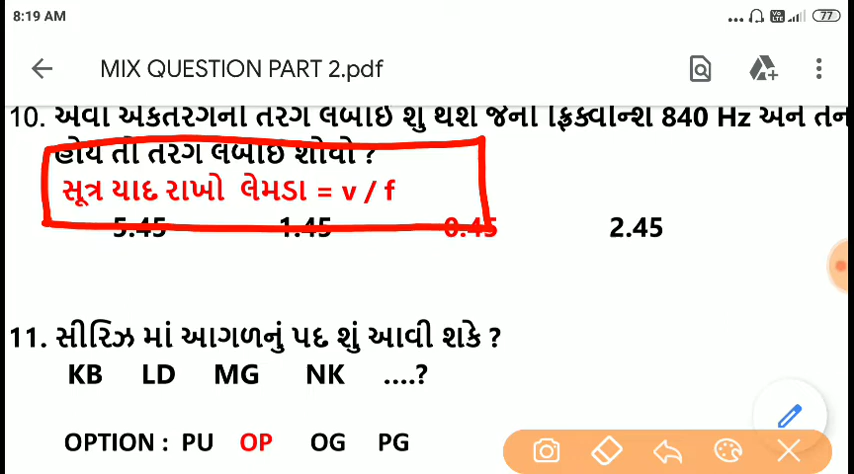 8:19 AM
77
MIX QUESTION PART 2.pdf
10. એવા એકતરંગની તરંગ લંબાઇ શું થશે જેની ફ્રિક્વીન્શી 840 Hz અને તેન
હોય તો તરંગ લંબાઇ શોધો ?
સૂત્ર યાદ રાખો લેમડા = v / f
5.45 1.45 0.45 2.45
11. સીરિઝ માં આગળનું પદ શું આવી શકે ?
KB LD MG NK ....?
OPTION : PU OP OG PG